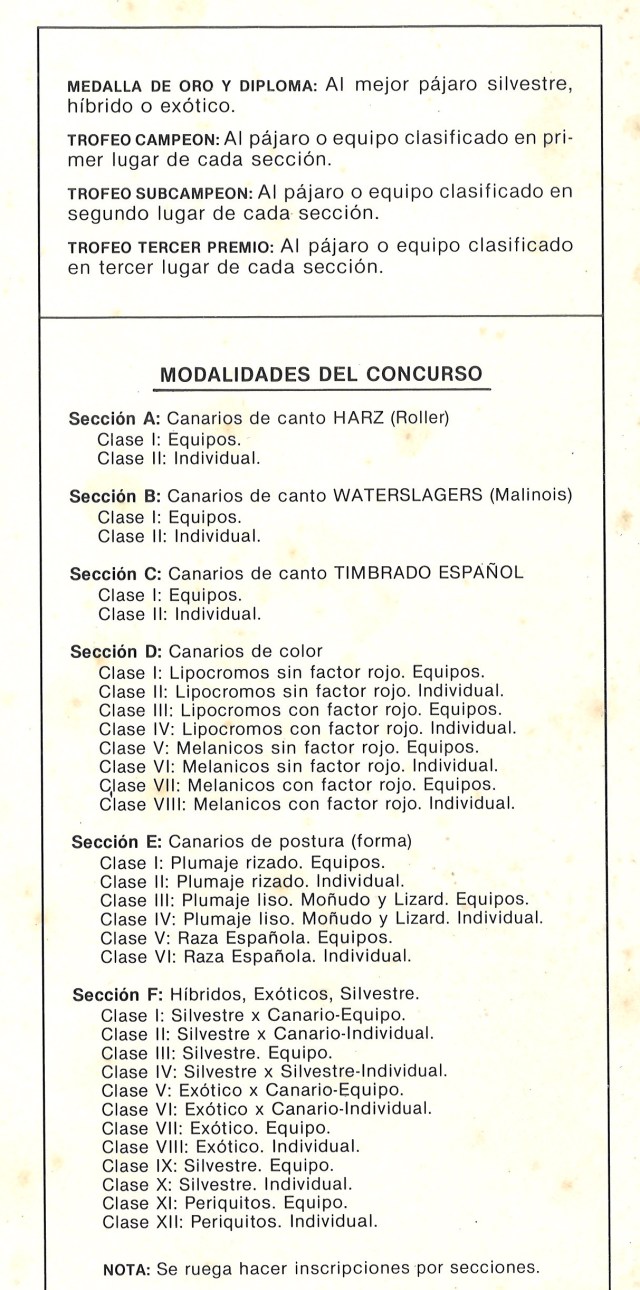 MEDALLA DE ORO Y DIPLOMA: Al mejor pájaro silvestre,
híbrido o exótico.
TROFEO CAMPEON: Al pájaro o equipo clasificado en pri-
mer lugar de cada sección.
TROFEO SUBCAMPEON: Al pájaro o equipo clasificado en
segundo lugar de cada sección.
TROFEO TERCER PREMIO: Al pájaro o equipo clasificado
en tercer lugar de cada sección.
MODALIDADES DEL CONCURSO
Sección A: Canarios de canto HARZ (Roller)
Clase I: Equipos.
Clase II: Individual.
Sección B: Canarios de canto WATERSLAGERS (Malinois)
Clase I: Equipos.
Clase II: Individual.
Sección C: Canarios de canto TIMBRADO ESPAÑOL
Clase I: Equipos.
Clase II: Individual.
Sección D: Canarios de color
Clase I: Lipocromos sin factor rojo. Equipos.
Clase II: Lipocromos sin factor rojo. Individual.
Clase III: Lipocromos con factor rojo. Equipos.
Clase IV: Lipocromos con factor rojo. Individual.
Clase V: Melanicos sin factor rojo. Equipos.
Clase VI: Melanicos sin factor rojo. Individual.
Clase VII: Melanicos con factor rojo. Equipos.
Clase VIII: Melanicos con factor rojo. Individual.
Sección E: Canarios de postura (forma)
Clase I: Plumaje rizado. Equipos.
Clase II: Plumaje rizado. Individual.
Clase III: Plumaje liso. Moñudo y Lizard. Equipos.
Clase IV: Plumaje liso. Moñudo y Lizard. Individual.
Clase V: Raza Española. Equipos.
Clase VI: Raza Española. Individual.
Sección F: Híbridos, Exóticos, Silvestre.
Clase I: Silvestre x Canario-Equipo.
Clase II: Silvestre x Canario-Individual.
Clase III: Silvestre. Equipo.
Clase IV: Silvestre x Silvestre-Individual.
Clase V: Exótico x Canario-Equipo.
Clase VI: Exótico x Canario-Individual.
Clase VII: Exótico. Equipo.
Clase VIII: Exótico. Individual.
Clase IX: Silvestre. Equipo.
Clase X: Silvestre. Individual.
Clase XI: Periquitos. Equipo.
Clase XII: Periquitos. Individual.
NOTA: Se ruega hacer inscripciones por secciones.